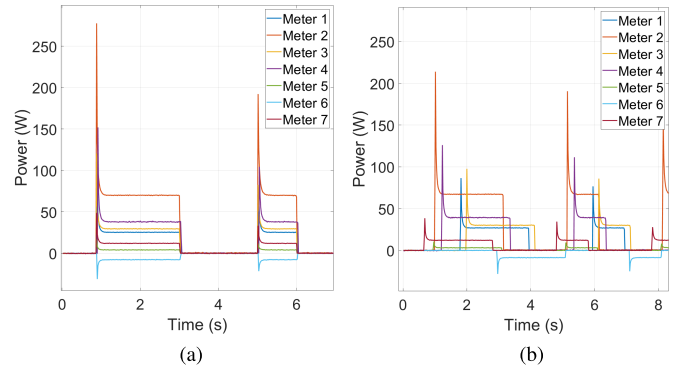 Meter 1
Meter 2
Meter 3
Meter 4
Meter 5
Meter 6
Meter 7
250
200
150
100
50
0
Power (W)
0 2 4 6
Time (s)
(a)
Meter 1
Meter 2
Meter 3
Meter 4
Meter 5
Meter 6
Meter 7
250
200
150
100
50
0
Power (W)
0 2 4 6 8
Time (s)
(b)